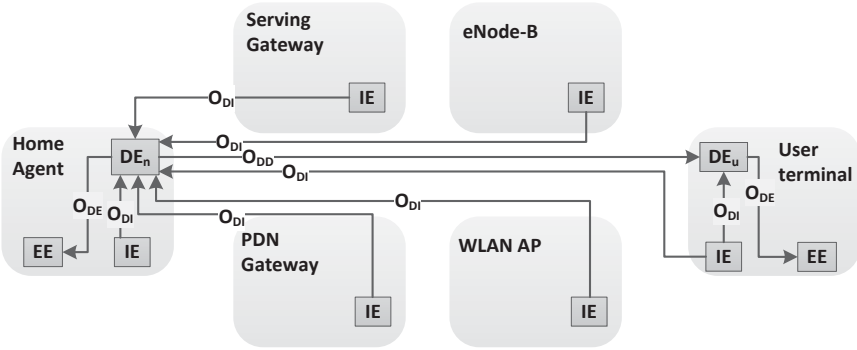 Serving
Gateway
IE
eNode-B
IE
O_DI
Home
Agent
DE_n
O_DI
O_DD
O_DI
O_DE
O_DI
EE
IE
O_DI
O_DI
PDN
Gateway
IE
WLAN AP
IE
DE_u
User
terminal
O_DI
O_DE
IE
EE